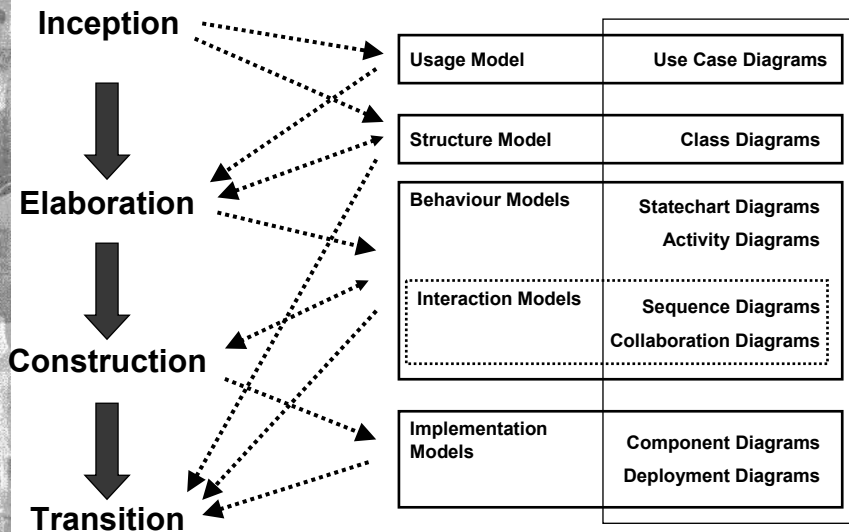 Inception
Elaboration
Construction
Transition
Usage Model Use Case Diagrams
Structure Model Class Diagrams
Behaviour Models Statechart Diagrams
Activity Diagrams
Interaction Models Sequence Diagrams
Collaboration Diagrams
Implementation
Models
Component Diagrams
Deployment Diagrams